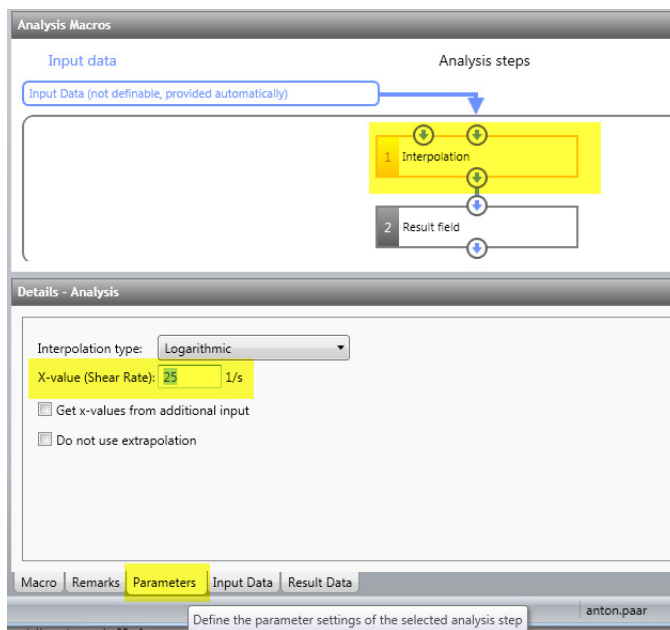 Analysis Macros
Input data
Analysis steps
Input Data (not definable, provided automatically)
1 Interpolation
2 Result field
Details - Analysis
Interpolation type: Logarithmic
X-value (Shear Rate): 25 1/s
Get x-values from additional input
Do not use extrapolation
Macro Remarks Parameters Input Data Result Data
anton.paar
Define the parameter settings of the selected analysis step